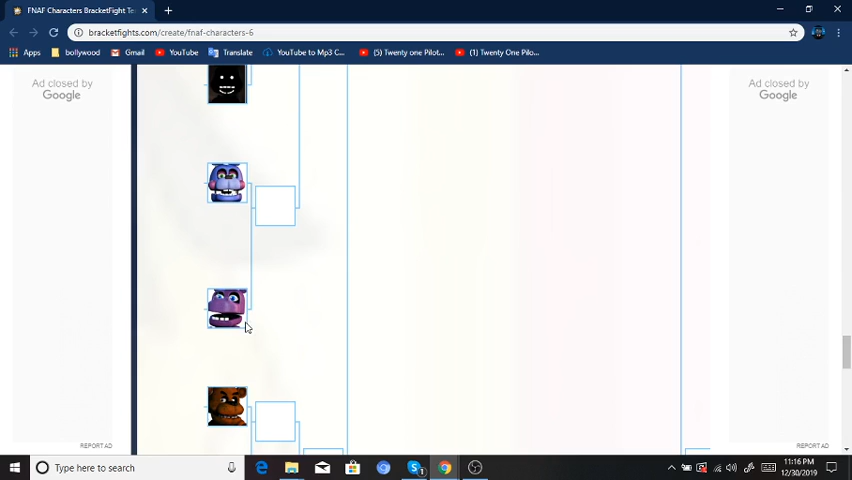 FNAF Characters BracketFight Te
bracketfights.com/create/fnaf-characters-6
Apps
bollywood
Gmail
YouTube
Translate
YouTube to Mp3 C...
(5) Twenty one Pilot...
(1) Twenty One Pilo...
Ad closed by
Google
Ad closed by
Google
REPORT AD
REPORT AD
Type here to search
1
11:16 PM
12/30/2019